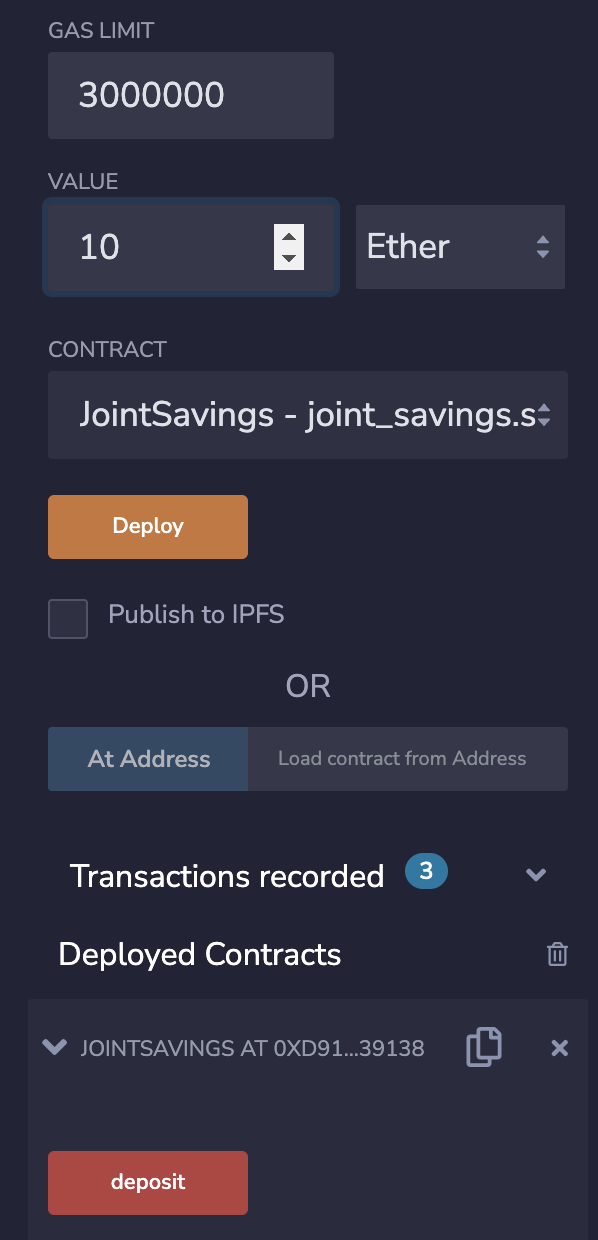 GAS LIMIT
3000000
VALUE
10 Ether
CONTRACT
JointSavings - joint_savings.s
Deploy
Publish to IPFS
OR
At Address Load contract from Address
Transactions recorded 3
Deployed Contracts
JOINTSAVINGS AT 0XD91...39138
deposit